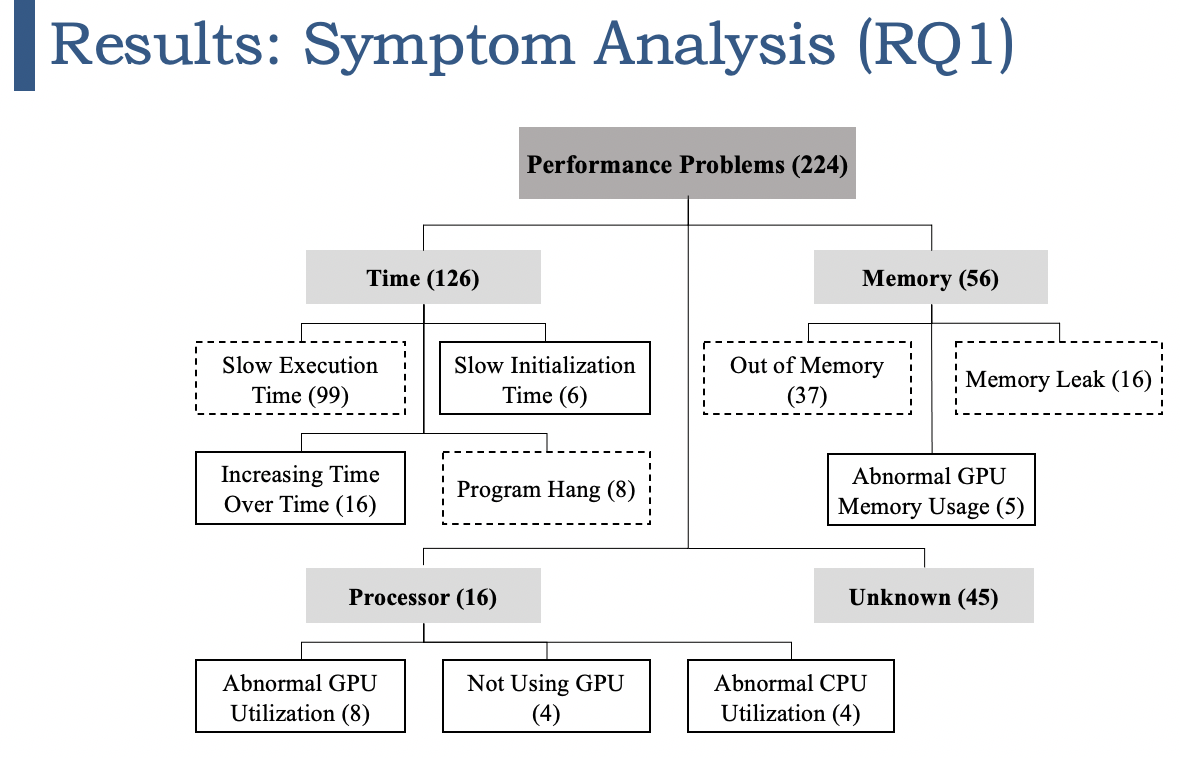 Results: Symptom Analysis (RQ1)
Performance Problems (224)
Time (126)
Memory (56)
Slow Execution
Time (99)
Slow Initialization
Time (6)
Out of Memory
(37)
Memory Leak (16)
Increasing Time
Over Time (16)
Program Hang (8)
Abnormal GPU
Memory Usage (5)
Processor (16)
Unknown (45)
Abnormal GPU
Utilization (8)
Not Using GPU
(4)
Abnormal CPU
Utilization (4)